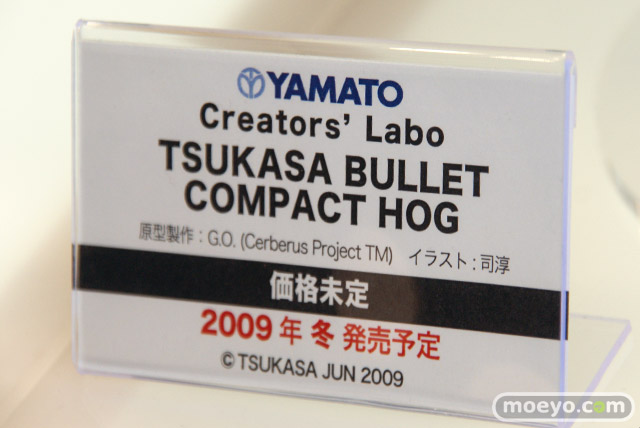 YAMATO
Creators' Labo
TSUKASA BULLET
COMPACT HOG
原型製作：G.O. (Cerberus Project TM) イラスト：司淳
価格未定
2009年 冬 発売予定
©TSUKASA JUN 2009
moeyo.com